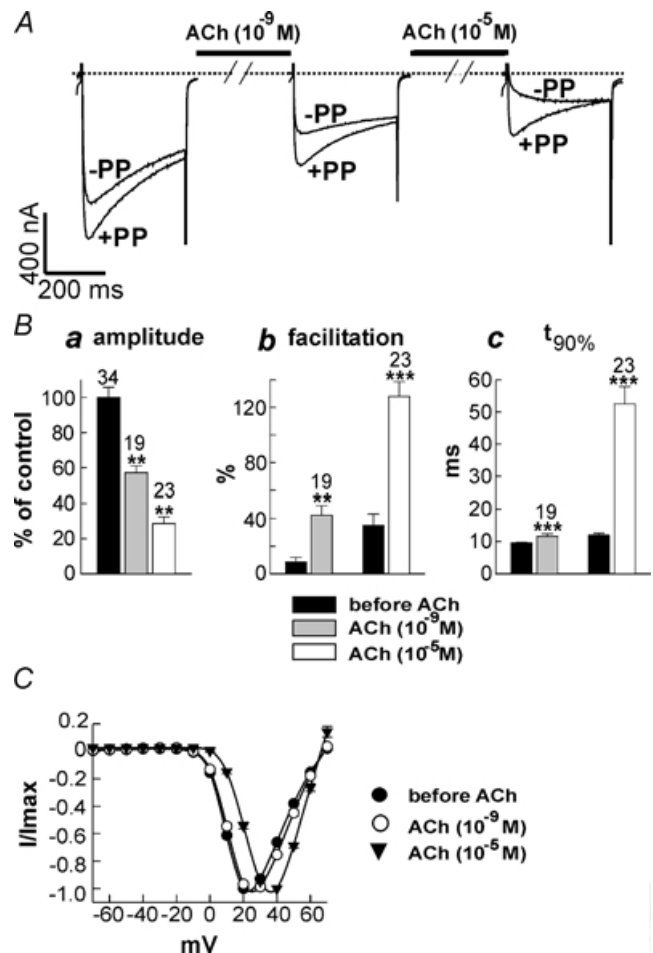 A
ACh (10⁻⁹ M) ACh (10⁻⁵ M)
-PP
+PP
-PP
+PP
-PP
+PP
400 nA
200 ms
B a amplitude b facilitation c t90%
% of control
100
80
60
40
20
0
34
19
**
23
**
%
120
80
40
0
19
**
23
***
ms
60
50
40
30
20
10
0
19
***
23
***
before ACh
ACh (10⁻⁹M)
ACh (10⁻⁵M)
C
I/Imax
0.2
0
-0.2
-0.4
-0.6
-0.8
-1.0
-60 -40 -20 0 20 40 60
mV
before ACh
ACh (10⁻⁹ M)
ACh (10⁻⁵ M)